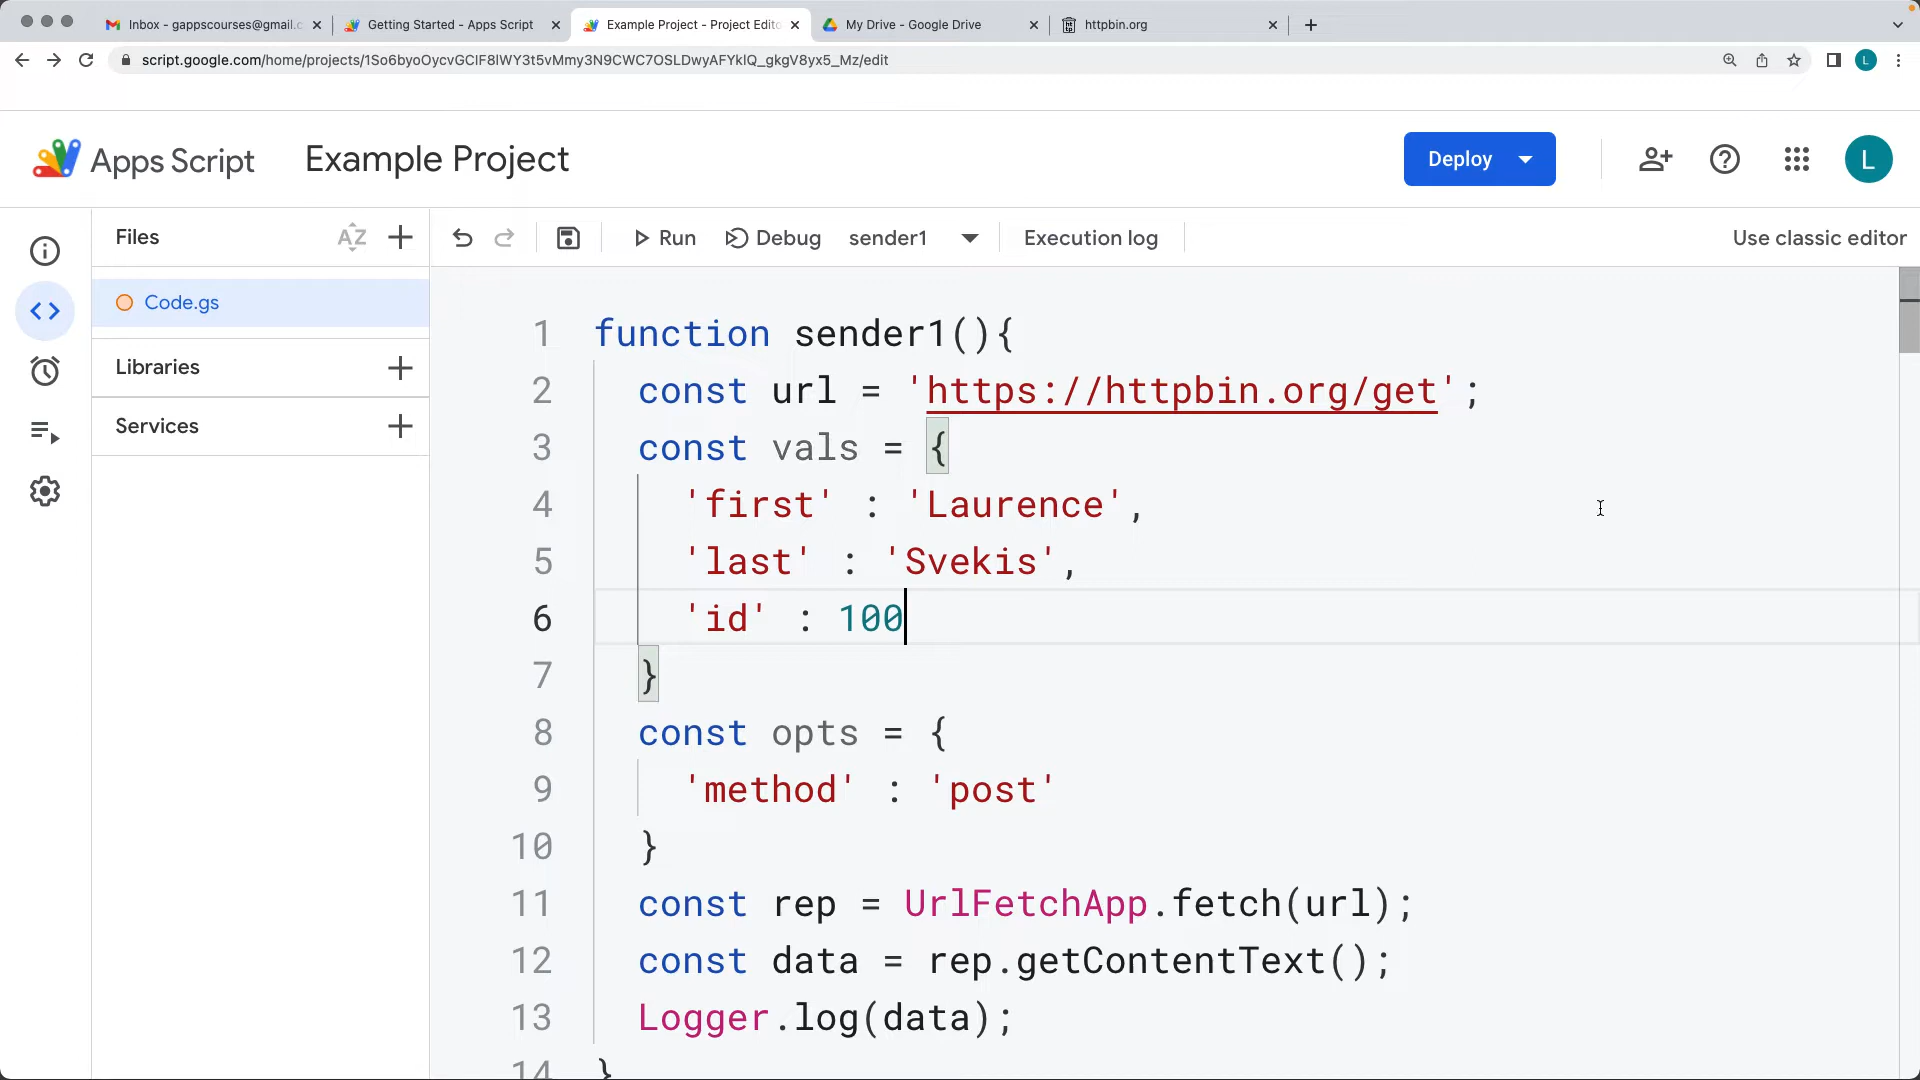 Inbox - gappscourses@gmail.c
Getting Started - Apps Script
Example Project - Project Edito
My Drive - Google Drive
httpbin.org
script.google.com/home/projects/1So6byoOycvGClF8lWY3t5vMmy3N9CWC7OSLDwyAFYklQ_gkgV8yx5_Mz/edit
L
Apps Script
Example Project
Deploy
L
Files
AZ
Run
Debug
sender1
Execution log
Use classic editor
Code.gs
Libraries
Services
1 function sender1(){
2 const url = 'https://httpbin.org/get';
3 const vals = {
4 'first' : 'Laurence',
5 'last' : 'Svekis',
6 'id' : 100
7 }
8 const opts = {
9 'method' : 'post'
10 }
11 const rep = UrlFetchApp.fetch(url);
12 const data = rep.getContentText();
13 Logger.log(data);
14 }